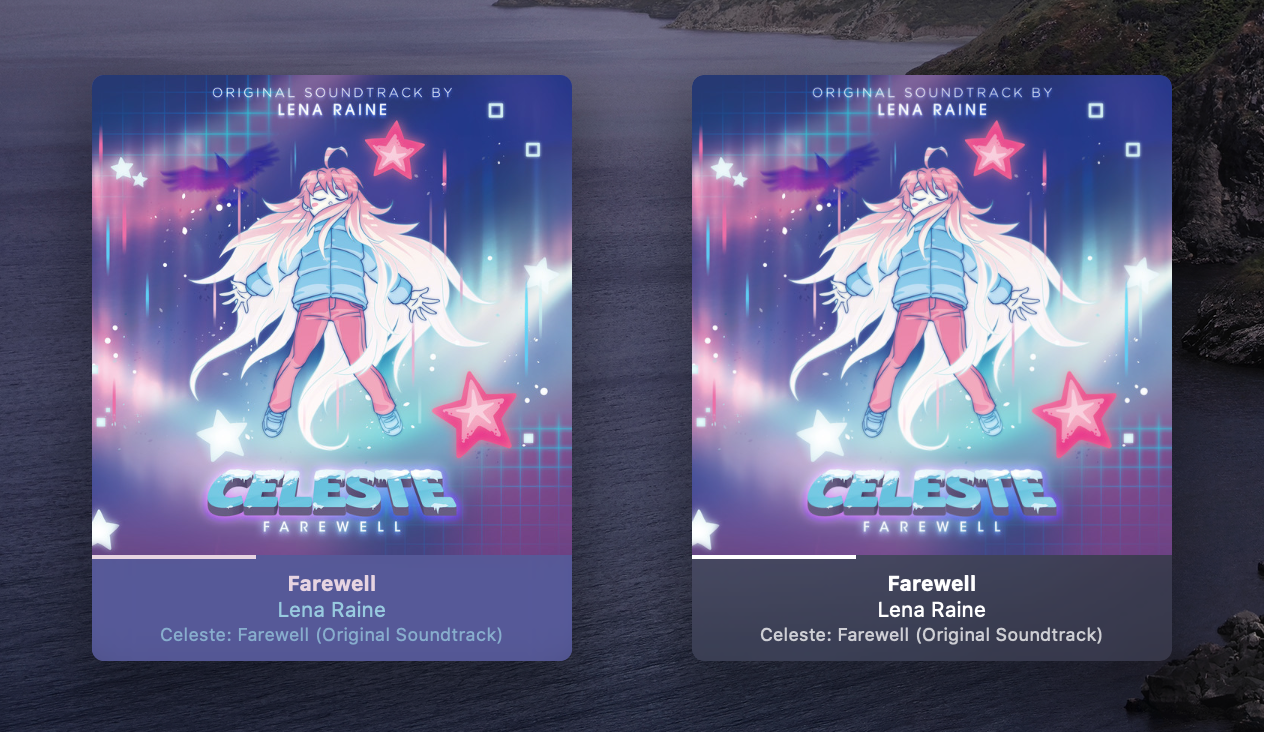 ORIGINAL SOUNDTRACK BY
LENA RAINE
CELESTE
FAREWELL
Farewell
Lena Raine
Celeste: Farewell (Original Soundtrack)
ORIGINAL SOUNDTRACK BY
LENA RAINE
CELESTE
FAREWELL
Farewell
Lena Raine
Celeste: Farewell (Original Soundtrack)